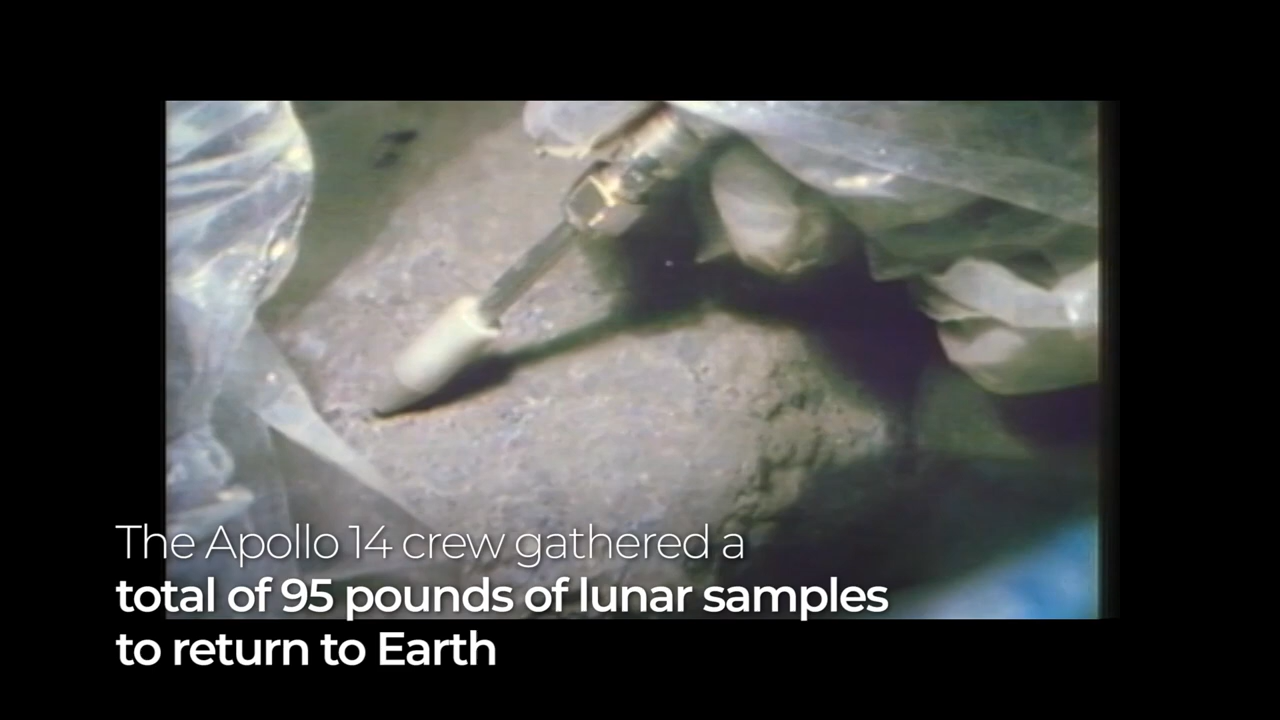 The Apollo 14 crew gathered a
total of 95 pounds of lunar samples
to return to Earth